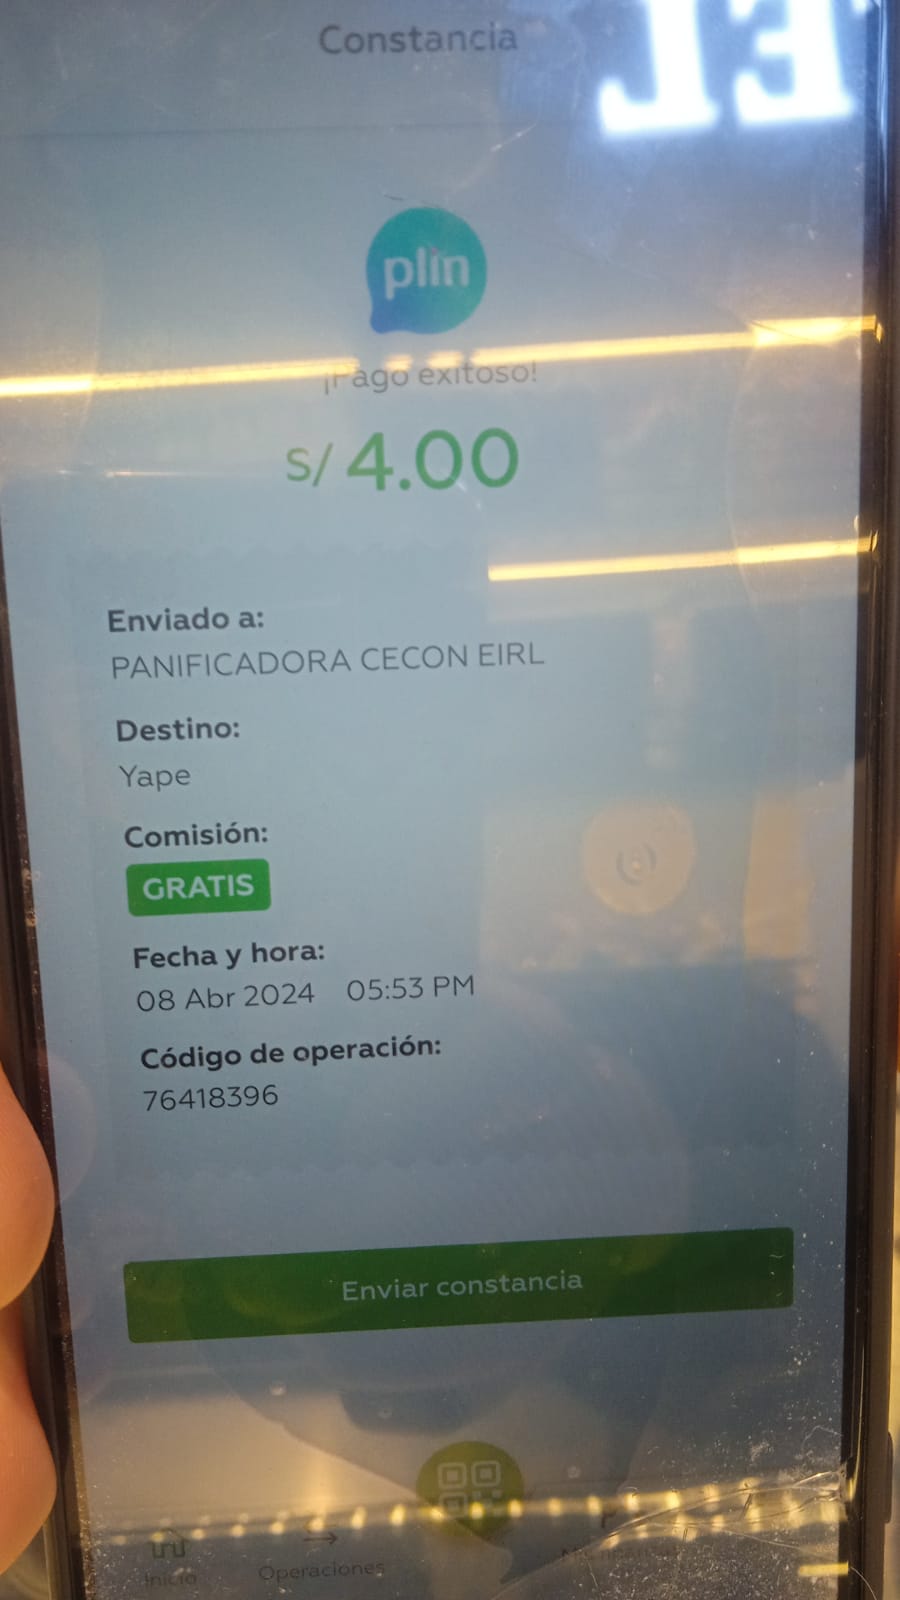 Constancia
plin
¡Pago exitoso!
S/ 4.00
Enviado a:
PANIFICADORA CECON EIRL
Destino:
Yape
Comisión:
GRATIS
Fecha y hora:
08 Abr 2024 05:53 PM
Código de operación:
76418396
Enviar constancia
Inicio
Operaciones